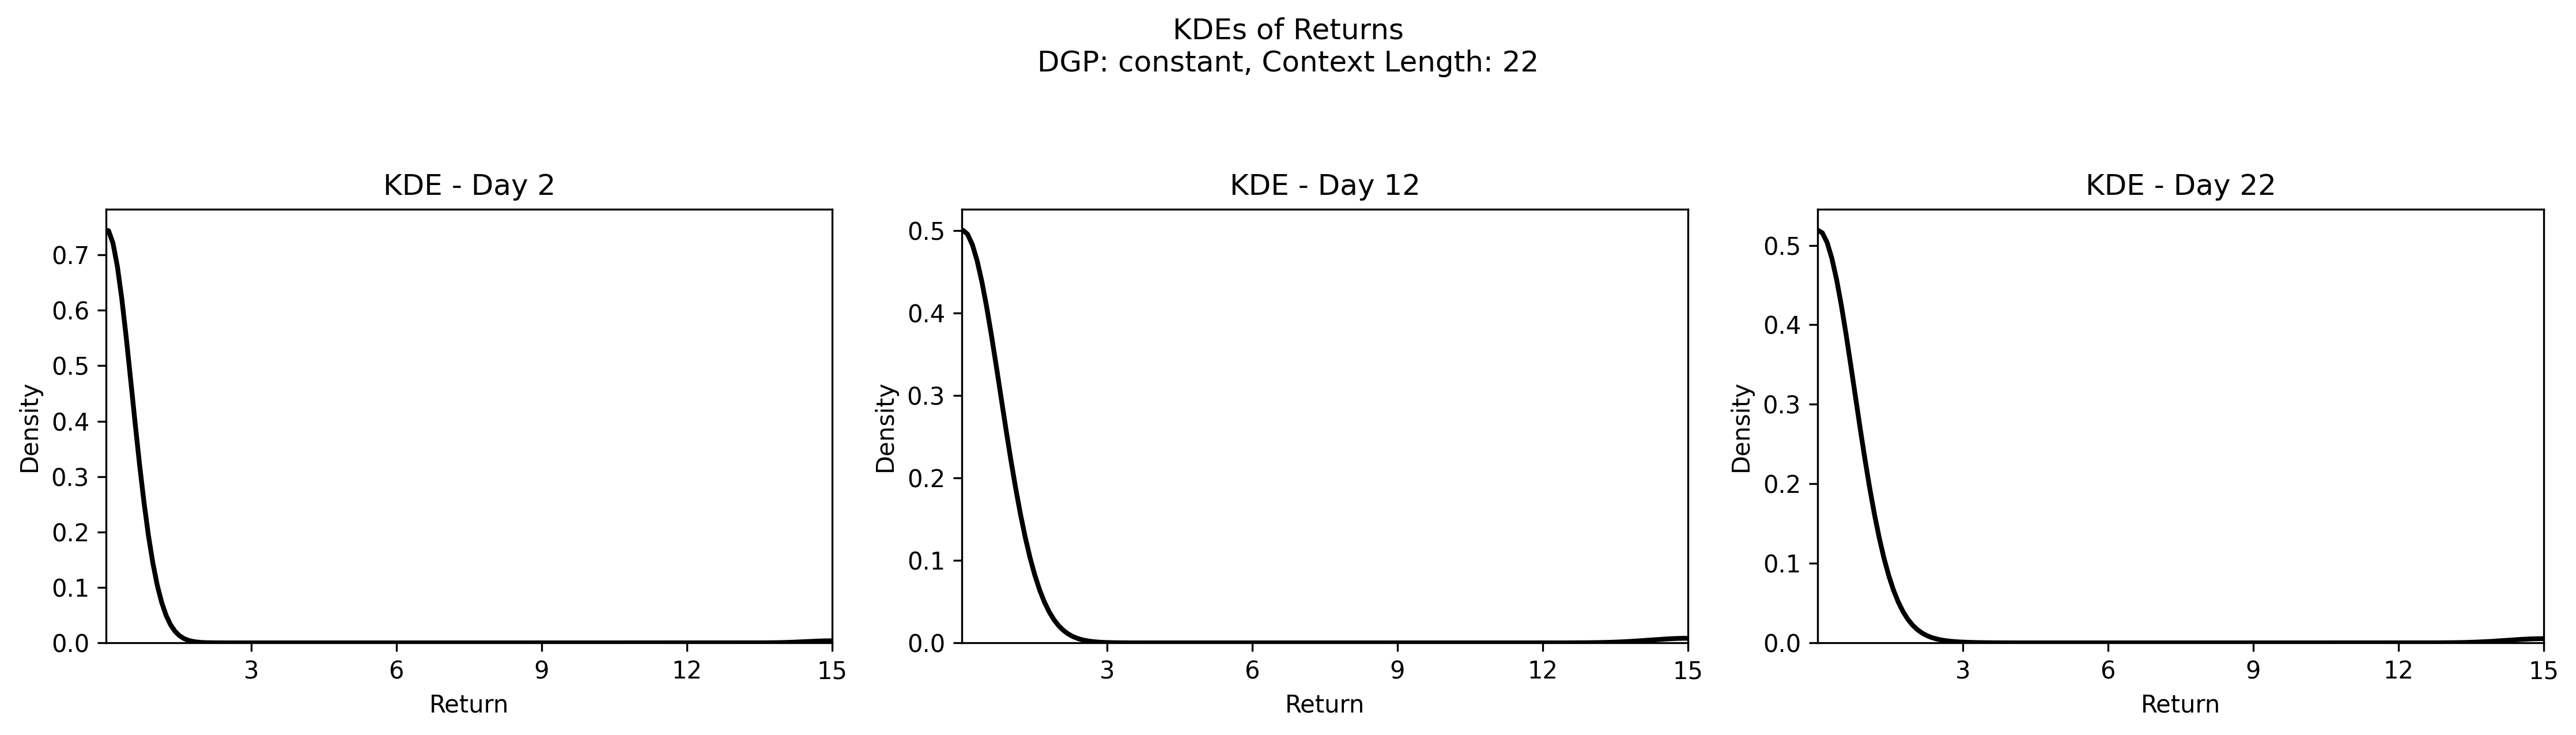 KDEs of Returns
DGP: constant, Context Length: 22
KDE - Day 2
Density
0.7
0.6
0.5
0.4
0.3
0.2
0.1
0.0
3 6 9 12 15
Return
KDE - Day 12
Density
0.5
0.4
0.3
0.2
0.1
0.0
3 6 9 12 15
Return
KDE - Day 22
Density
0.5
0.4
0.3
0.2
0.1
0.0
3 6 9 12 15
Return